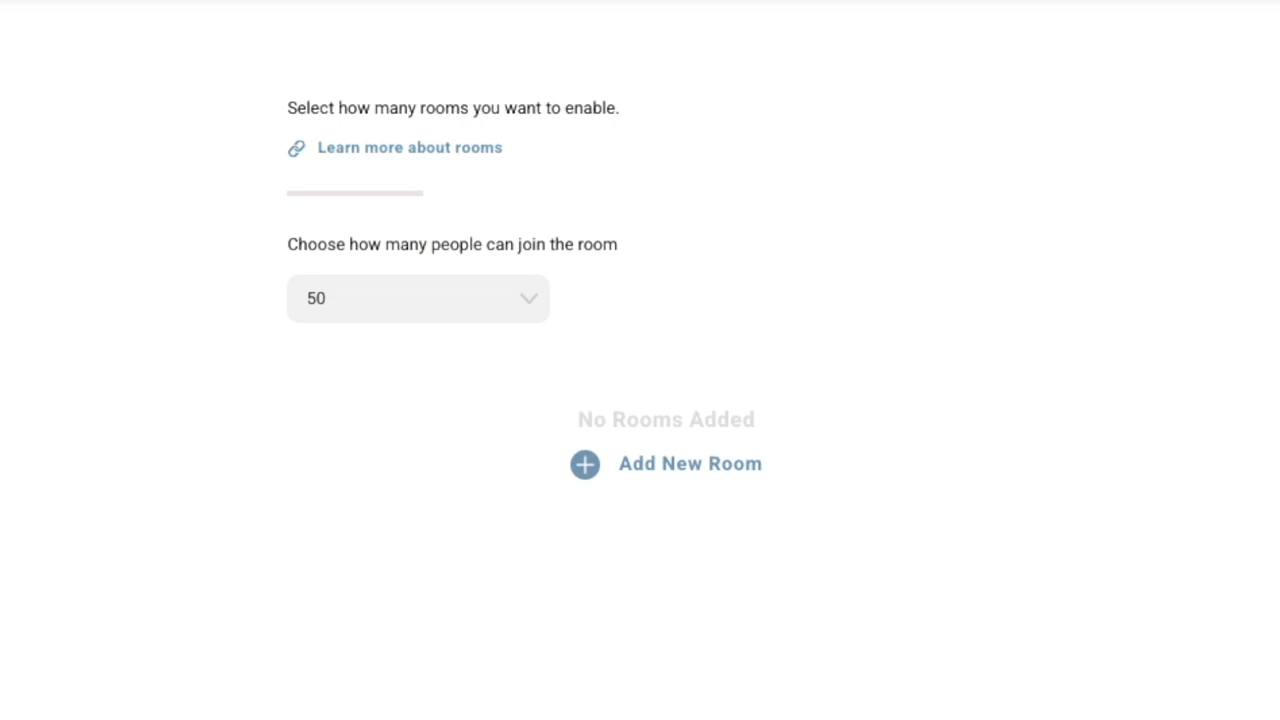 Select how many rooms you want to enable.
Learn more about rooms
Choose how many people can join the room
50
No Rooms Added
Add New Room